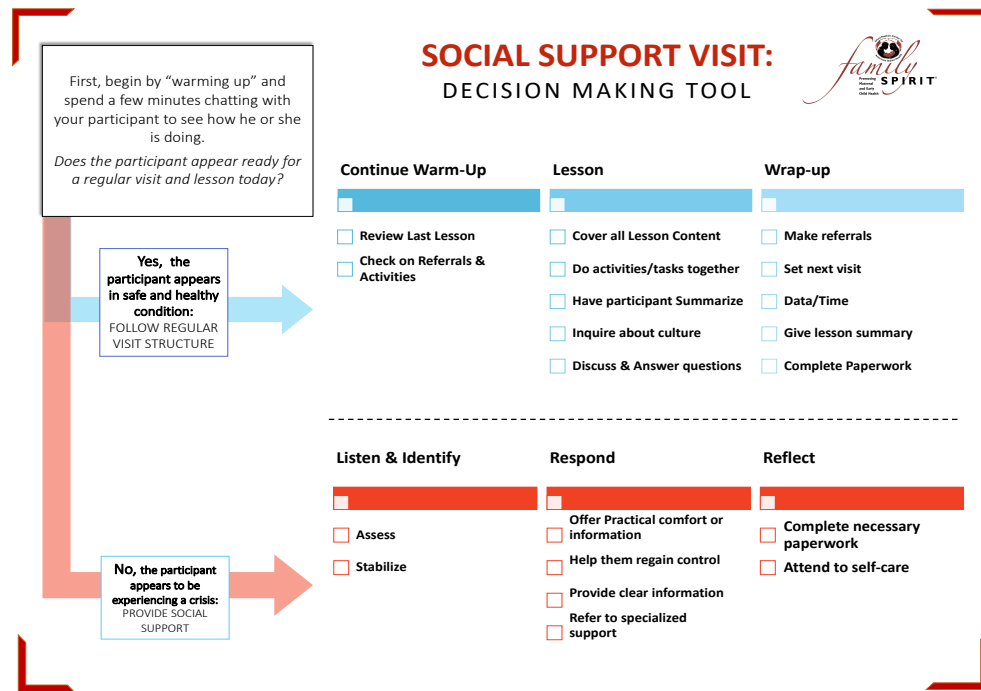 SOCIAL SUPPORT VISIT:
DECISION MAKING TOOL
family
SPIRIT
Promoting
Maternal
and Early
Child Health
First, begin by “warming up” and
spend a few minutes chatting with
your participant to see how he or she
is doing.
Does the participant appear ready for
a regular visit and lesson today?
Yes, the
participant appears
in safe and healthy
condition:
FOLLOW REGULAR
VISIT STRUCTURE
Continue Warm-Up
Review Last Lesson
Check on Referrals &
Activities
Lesson
Cover all Lesson Content
Do activities/tasks together
Have participant Summarize
Inquire about culture
Discuss & Answer questions
Wrap-up
Make referrals
Set next visit
Data/Time
Give lesson summary
Complete Paperwork
No, the participant
appears to be
experiencing a crisis:
PROVIDE SOCIAL
SUPPORT
Listen & Identify
Assess
Stabilize
Respond
Offer Practical comfort or
information
Help them regain control
Provide clear information
Refer to specialized
support
Reflect
Complete necessary
paperwork
Attend to self-care